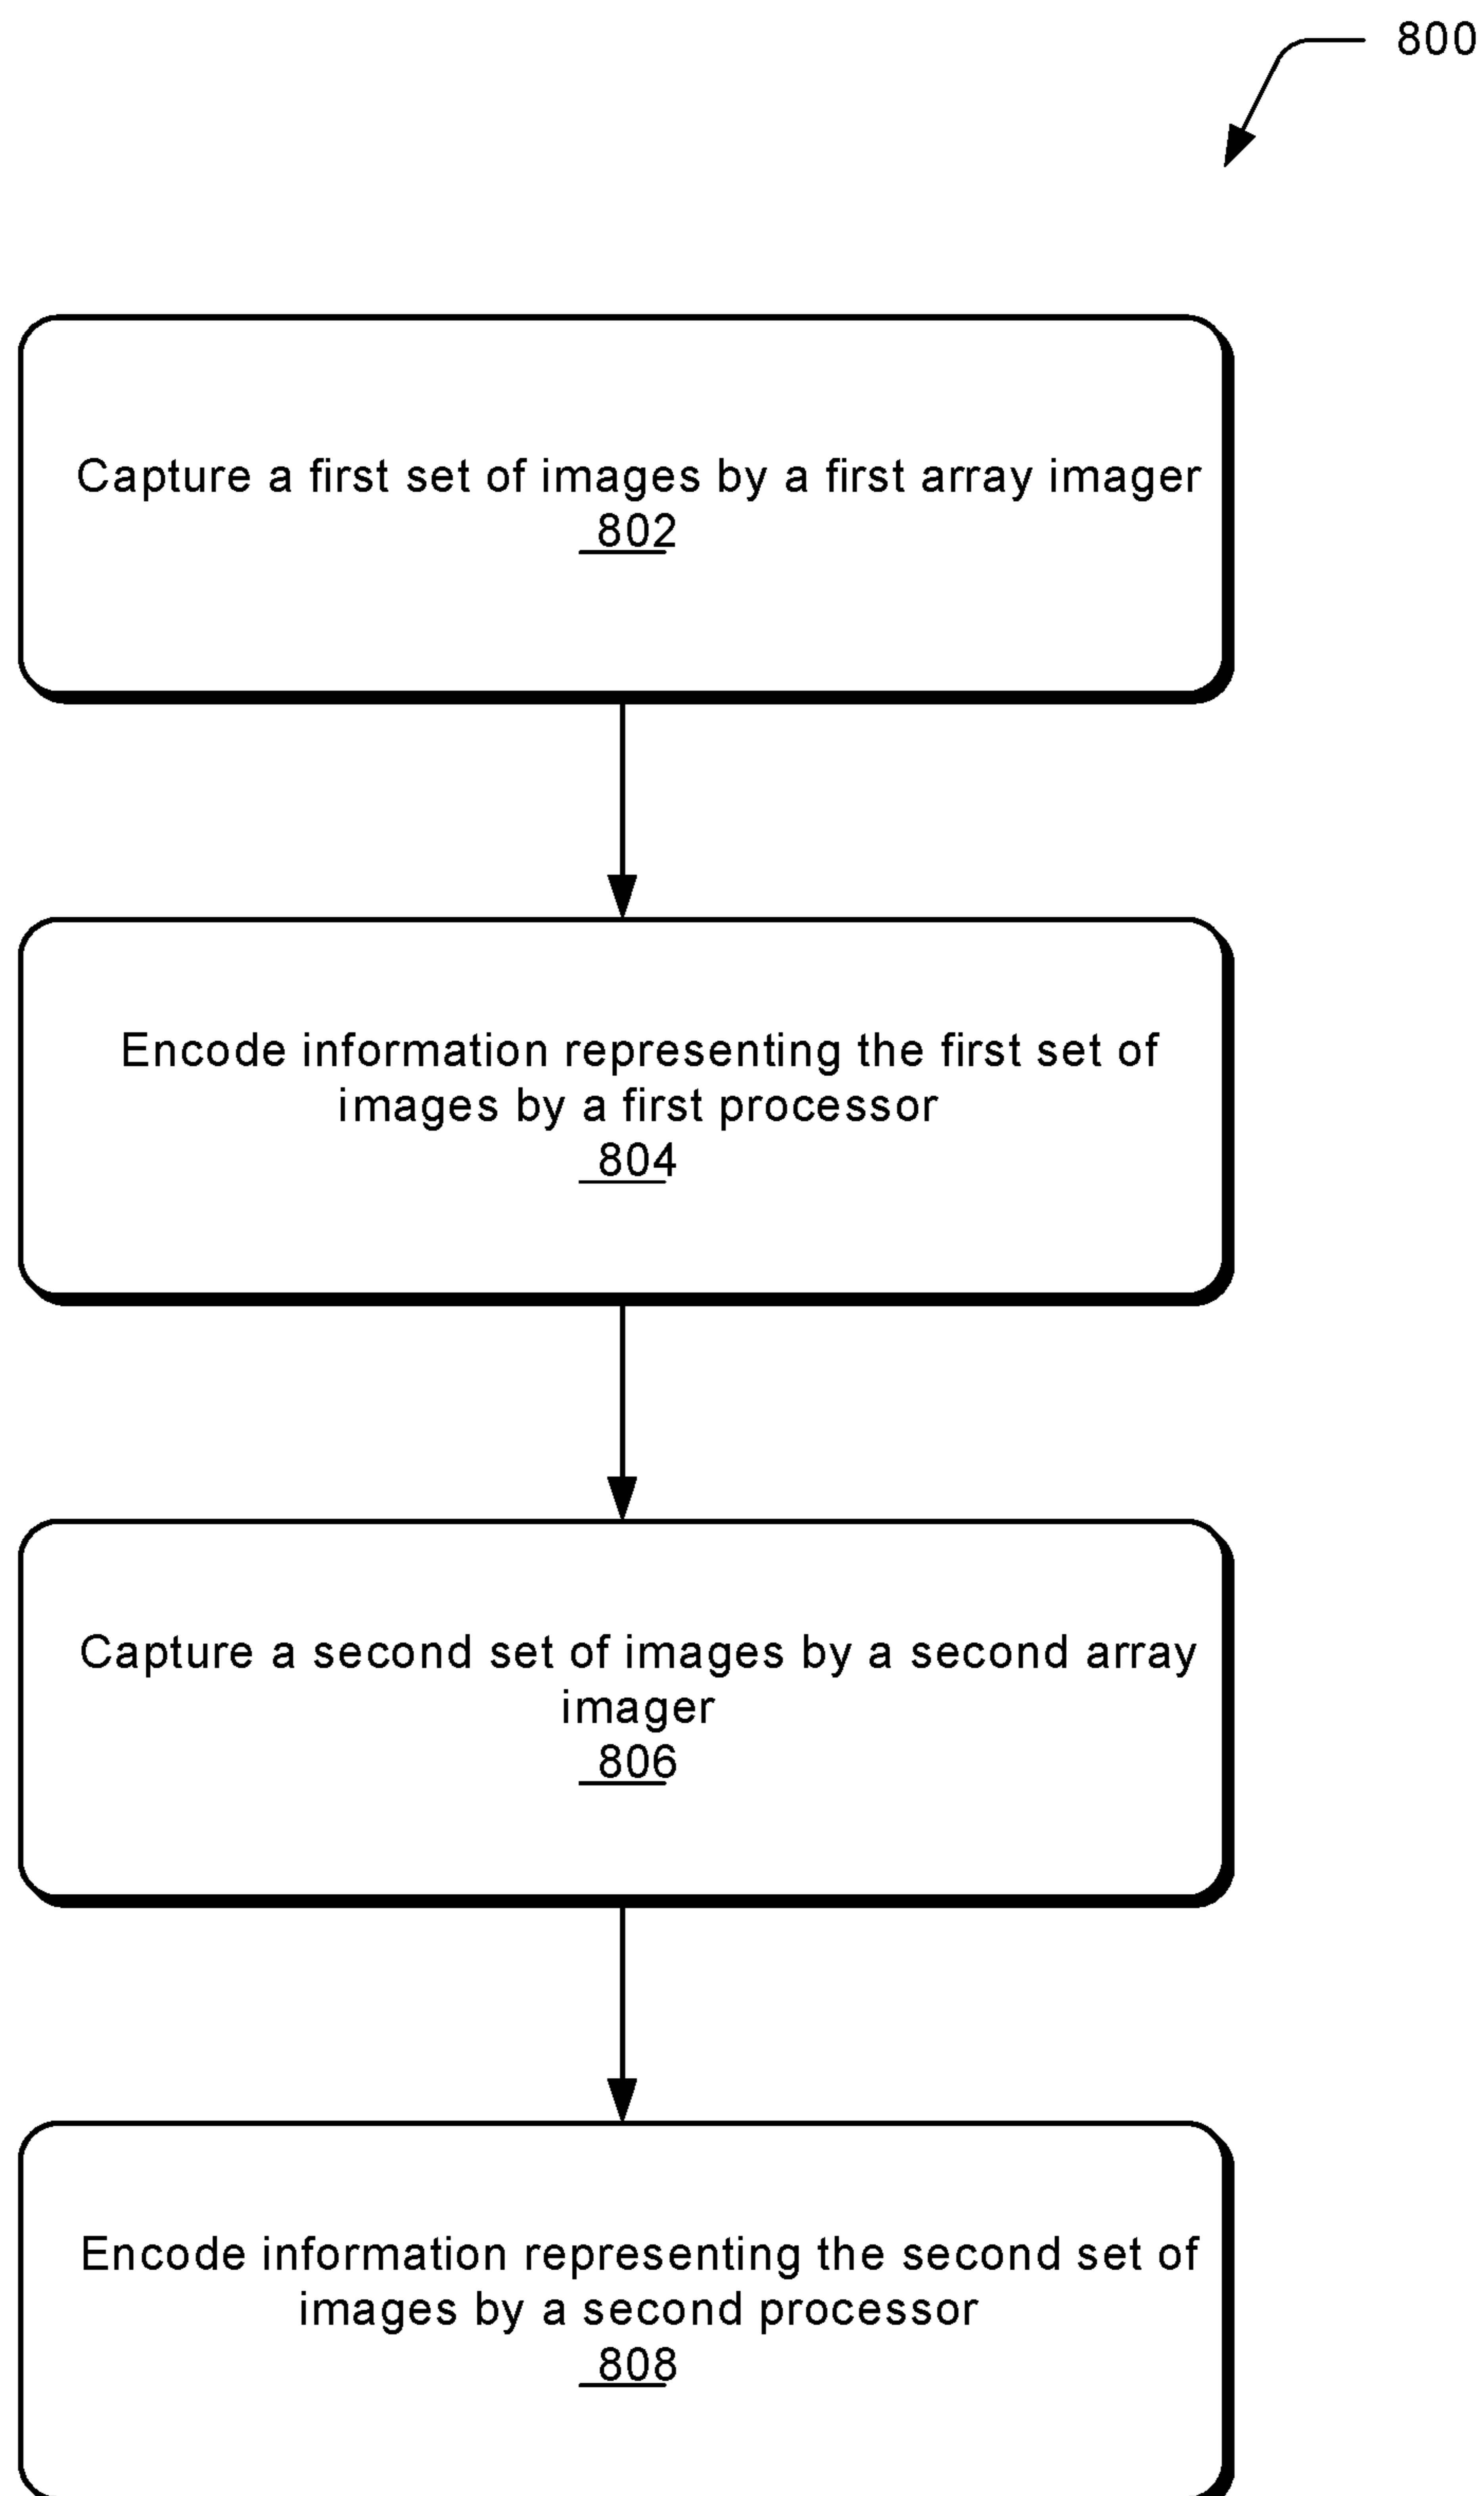 800
Capture a first set of images by a first array imager
802
Encode information representing the first set of
images by a first processor
804
Capture a second set of images by a second array
imager
806
Encode information representing the second set of
images by a second processor
808